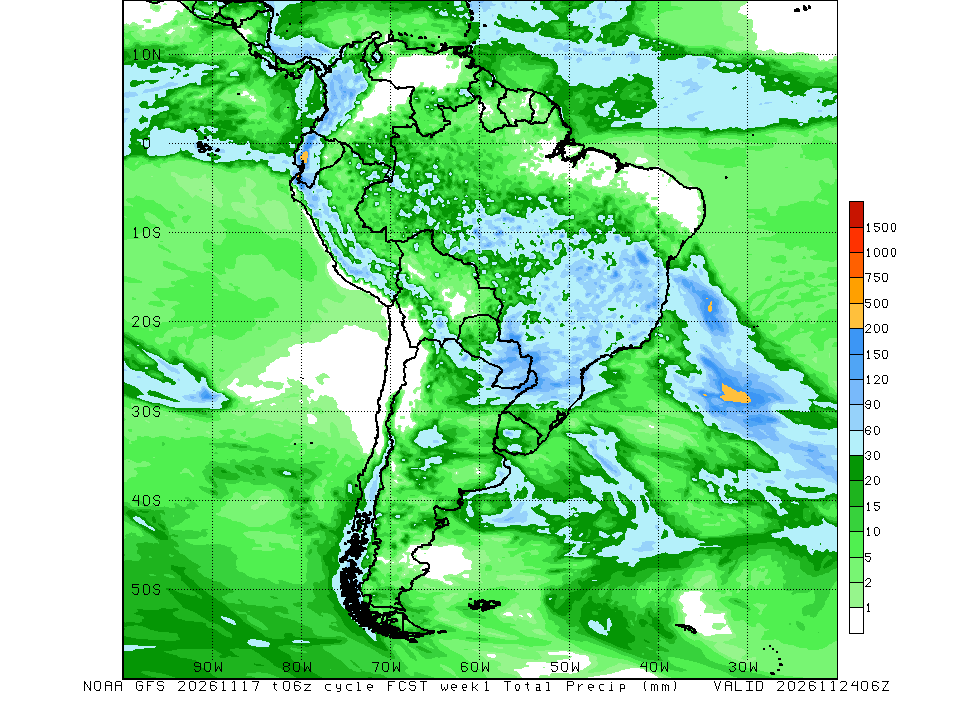 10N
0
10S
20S
30S
40S
50S
90W 80W 70W 60W 50W 40W 30W
1500
1000
750
500
200
150
120
90
60
30
20
15
10
5
2
1
NOAA GFS 20261117 t06z cycle FCST week1 Total Precip (mm) VALID 2026112406Z